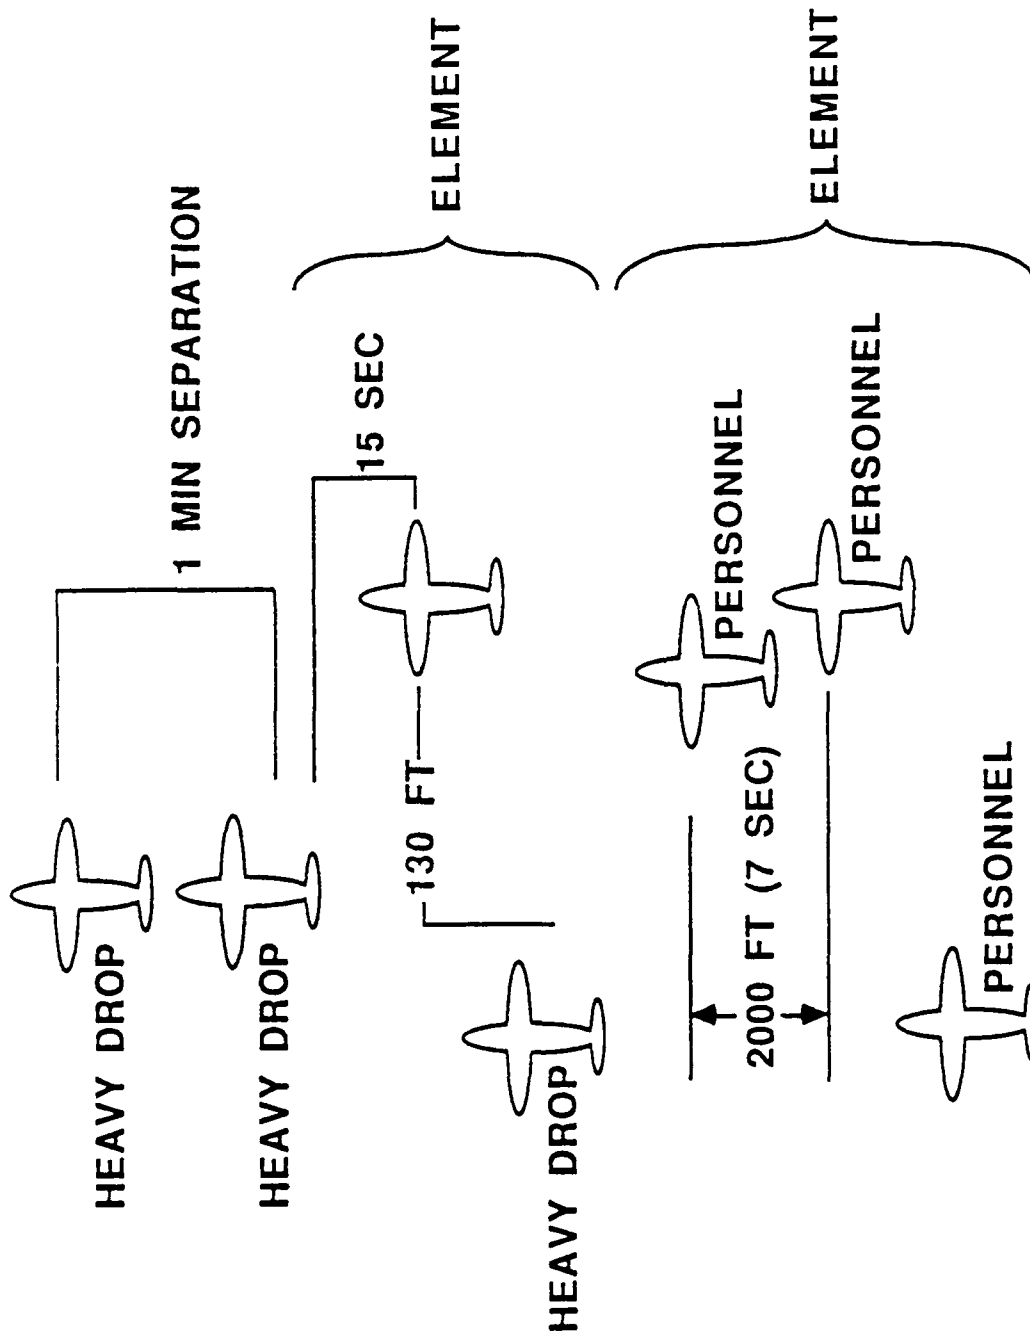 HEAVY DROP
1 MIN SEPARATION
HEAVY DROP
15 SEC
ELEMENT
130 FT
HEAVY DROP
PERSONNEL
2000 FT (7 SEC)
PERSONNEL
ELEMENT
PERSONNEL